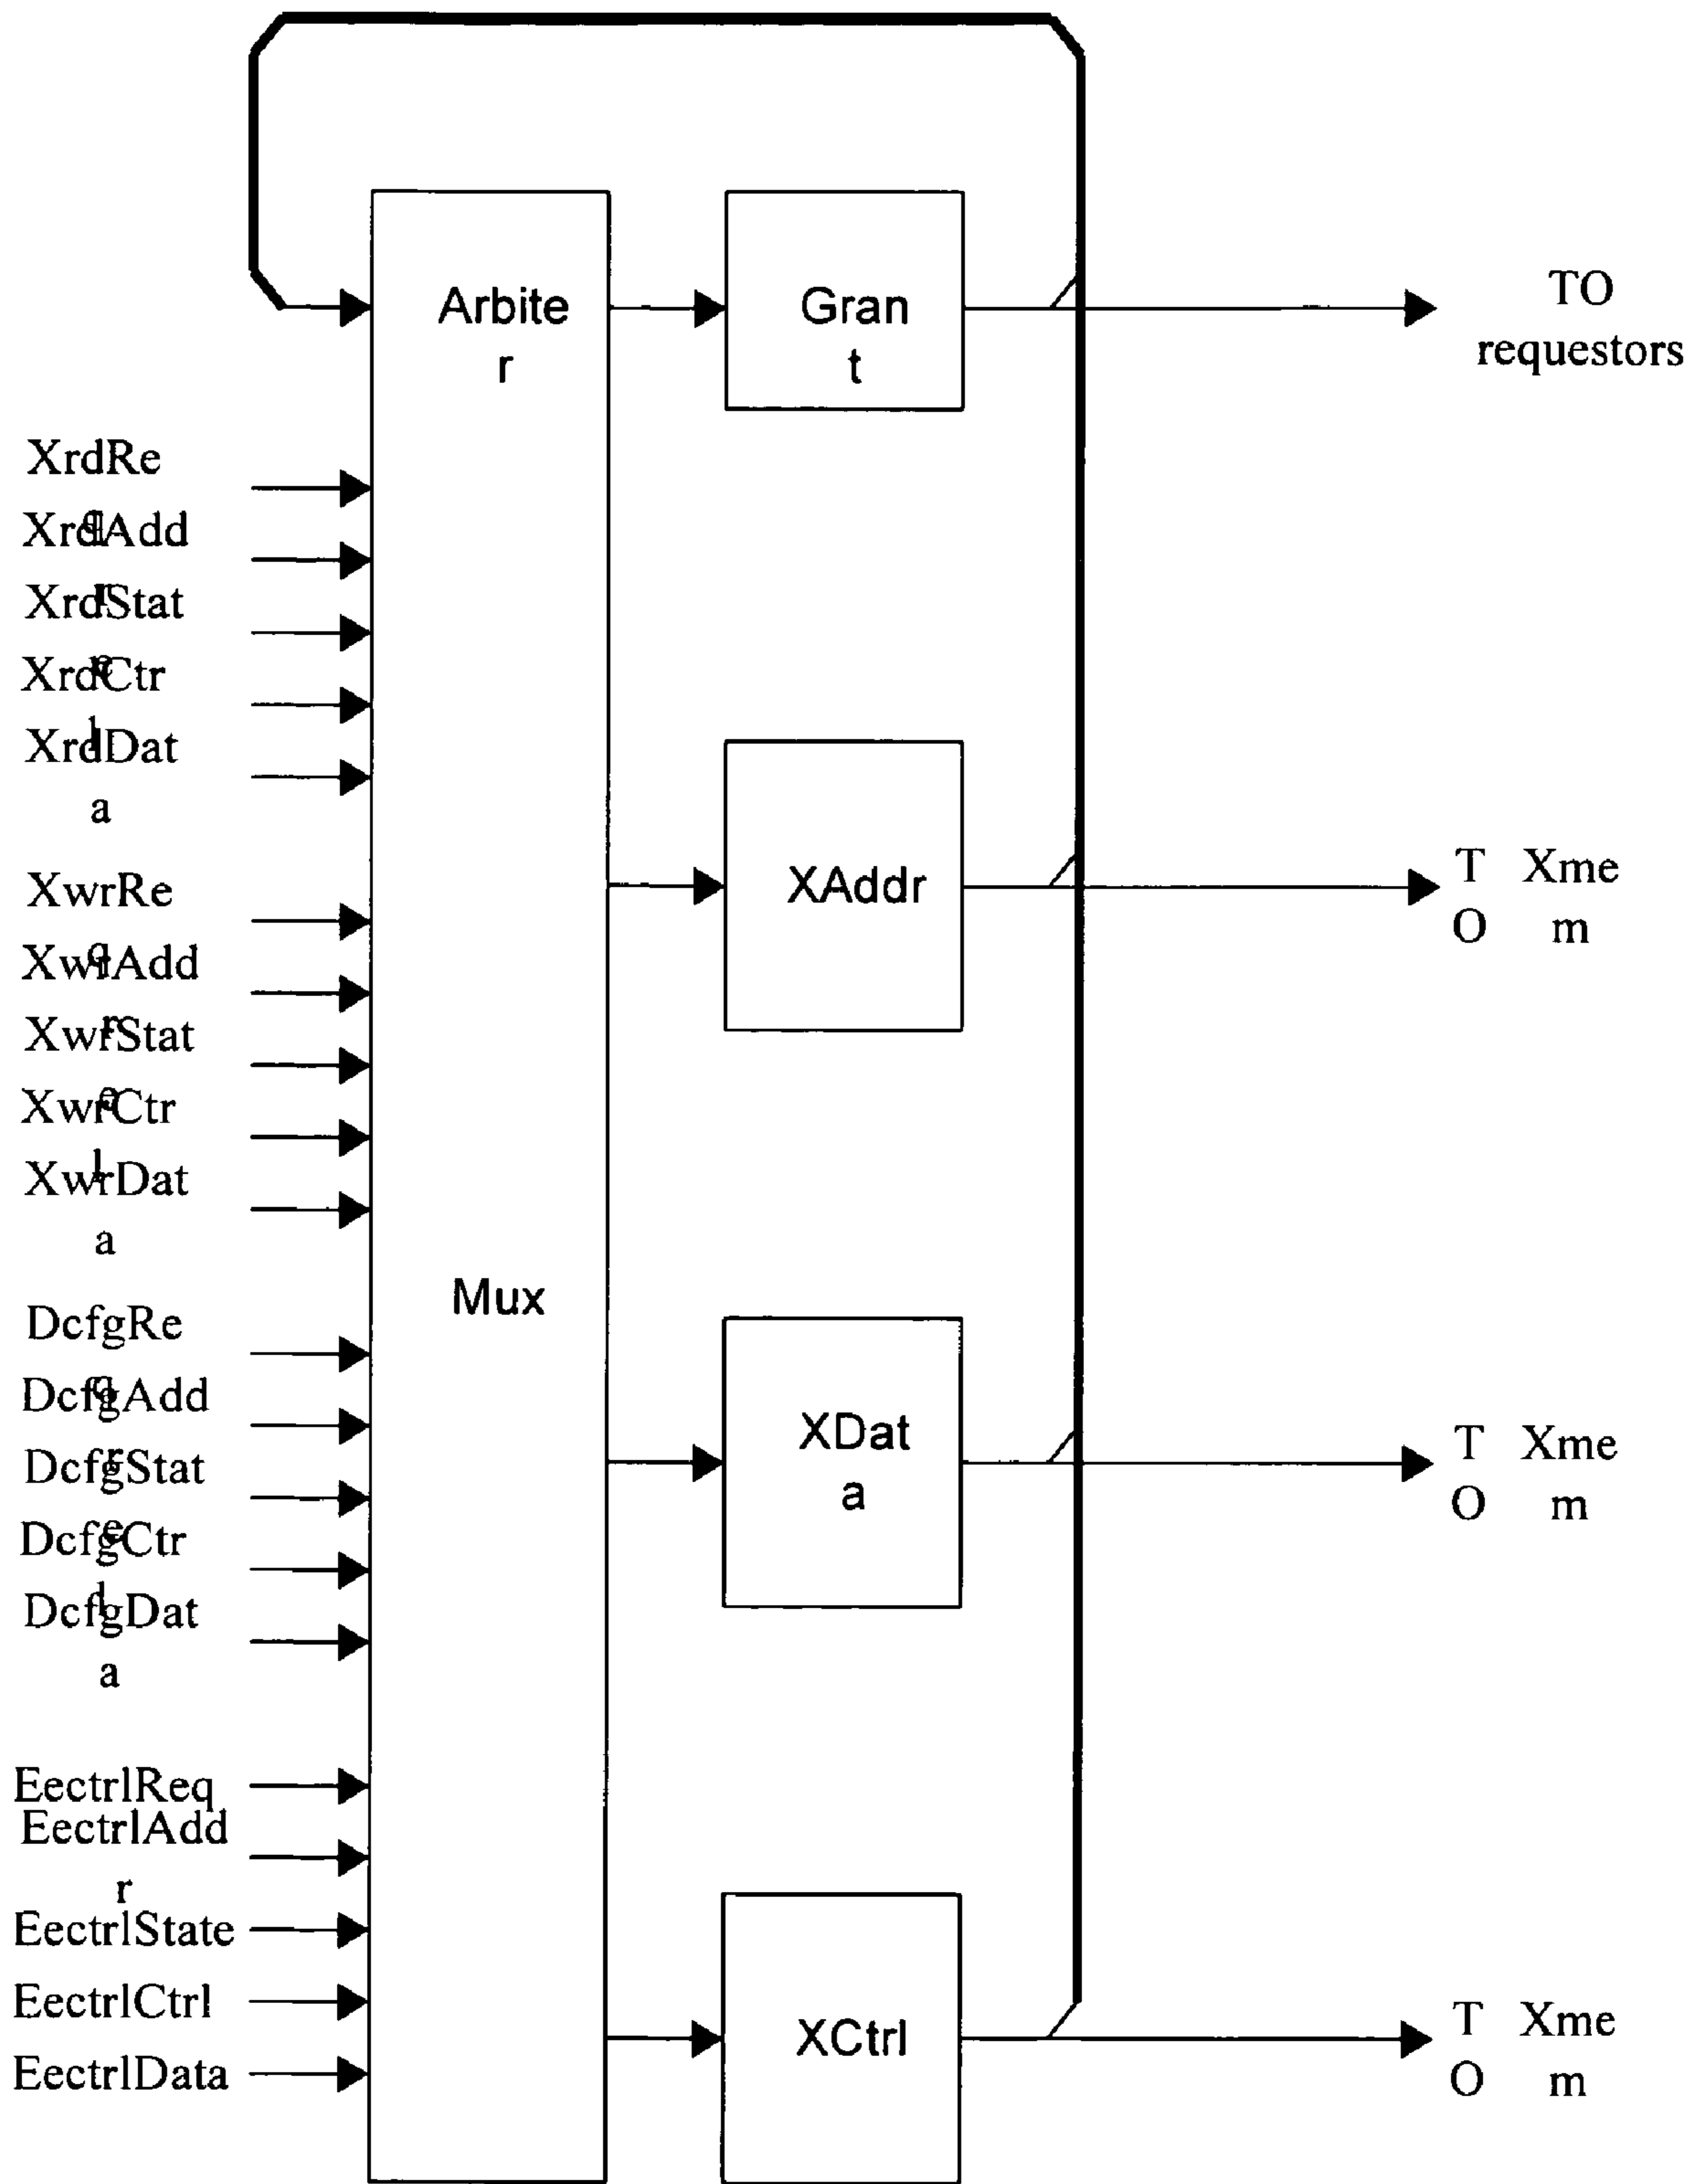 Arbite
r
Gran
t
TO
requestors
XrdRe
q
XrdAdd
r
XrdStat
e
XrdCtr
l
XrdDat
a
XAddr
T Xme
O m
XwrRe
q
XwrAdd
r
XwrStat
e
XwrCtr
l
XwrDat
a
Mux
DcfgRe
q
DcfgAdd
r
DcfgStat
e
DcfgCtr
l
DcfgDat
a
XDat
a
T Xme
O m
EectrlReq
EectrlAdd
r
EectrlState
EectrlCtrl
EectrlData
XCtrl
T Xme
O m